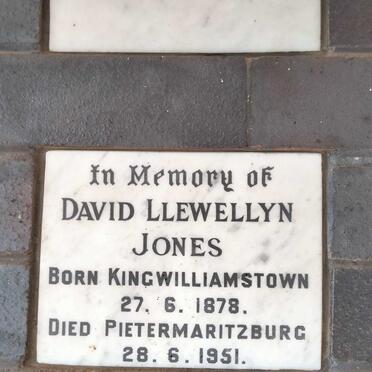 In Memory of
DAVID LLEWELLYN
JONES
BORN KINGWILLIAMSTOWN
27. 6. 1878.
DIED PIETERMARITZBURG
28. 6. 1951.